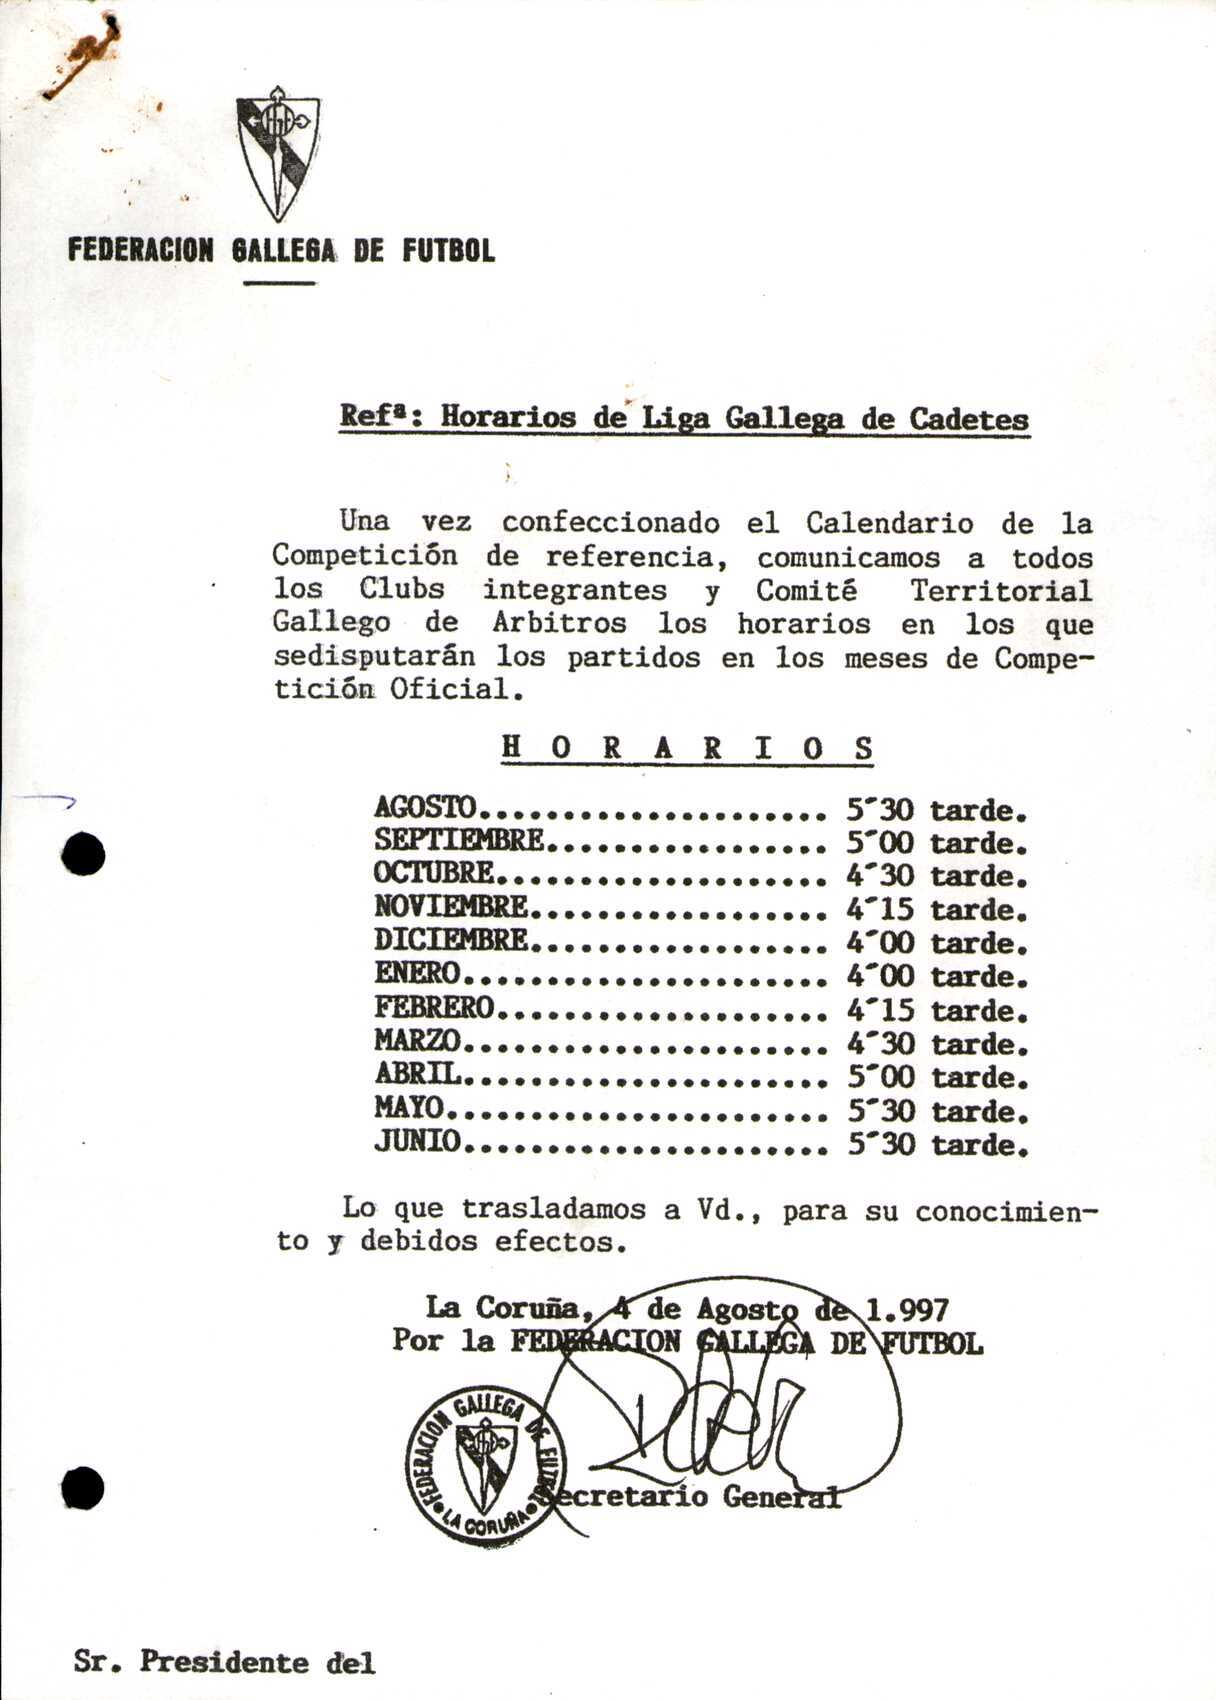 FEDERACION GALLEGA DE FUTBOL
Refª: Horarios de Liga Gallega de Cadetes
Una vez confeccionado el Calendario de la
Competición de referencia, comunicamos a todos
los Clubs integrantes y Comité Territorial
Gallego de Arbitros los horarios en los que
sedisputarán los partidos en los meses de Compe-
tición Oficial.
H O R A R I O S
AGOSTO..................... 5´30 tarde.
SEPTIEMBRE................. 5´00 tarde.
OCTUBRE.................... 4´30 tarde.
NOVIEMBRE.................. 4´15 tarde.
DICIEMBRE.................. 4´00 tarde.
ENERO...................... 4´00 tarde.
FEBRERO.................... 4´15 tarde.
MARZO...................... 4´30 tarde.
ABRIL...................... 5´00 tarde.
MAYO....................... 5´30 tarde.
JUNIO...................... 5´30 tarde.
Lo que trasladamos a Vd., para su conocimien-
to y debidos efectos.
La Coruña, 4 de Agosto de 1.997
Por la FEDERACION GALLEGA DE FUTBOL
FEDERACION GALLEGA DE FUTBOL
LA CORUÑA
Secretario General
Sr. Presidente del